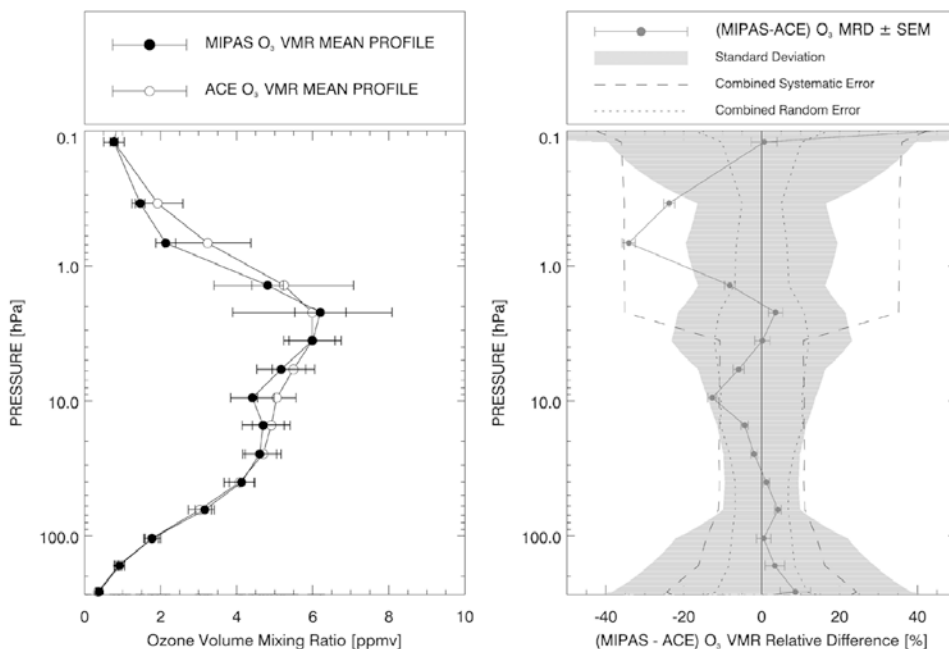 MIPAS O₃ VMR MEAN PROFILE
ACE O₃ VMR MEAN PROFILE
0.1
1.0
10.0
100.0
PRESSURE [hPa]
0
2
4
6
8
10
Ozone Volume Mixing Ratio [ppmv]
(MIPAS-ACE) O₃ MRD ± SEM
Standard Deviation
Combined Systematic Error
Combined Random Error
0.1
1.0
10.0
100.0
PRESSURE [hPa]
-40
-20
0
20
40
(MIPAS - ACE) O₃ VMR Relative Difference [%]